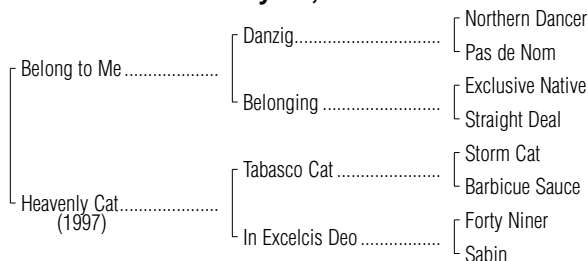 Northern Dancer
Danzig
Pas de Nom
Belong to Me
Exclusive Native
Belonging
Straight Deal
Storm Cat
Tabasco Cat
Barbicue Sauce
Heavenly Cat
(1997)
Forty Niner
In Excelcis Deo
Sabin